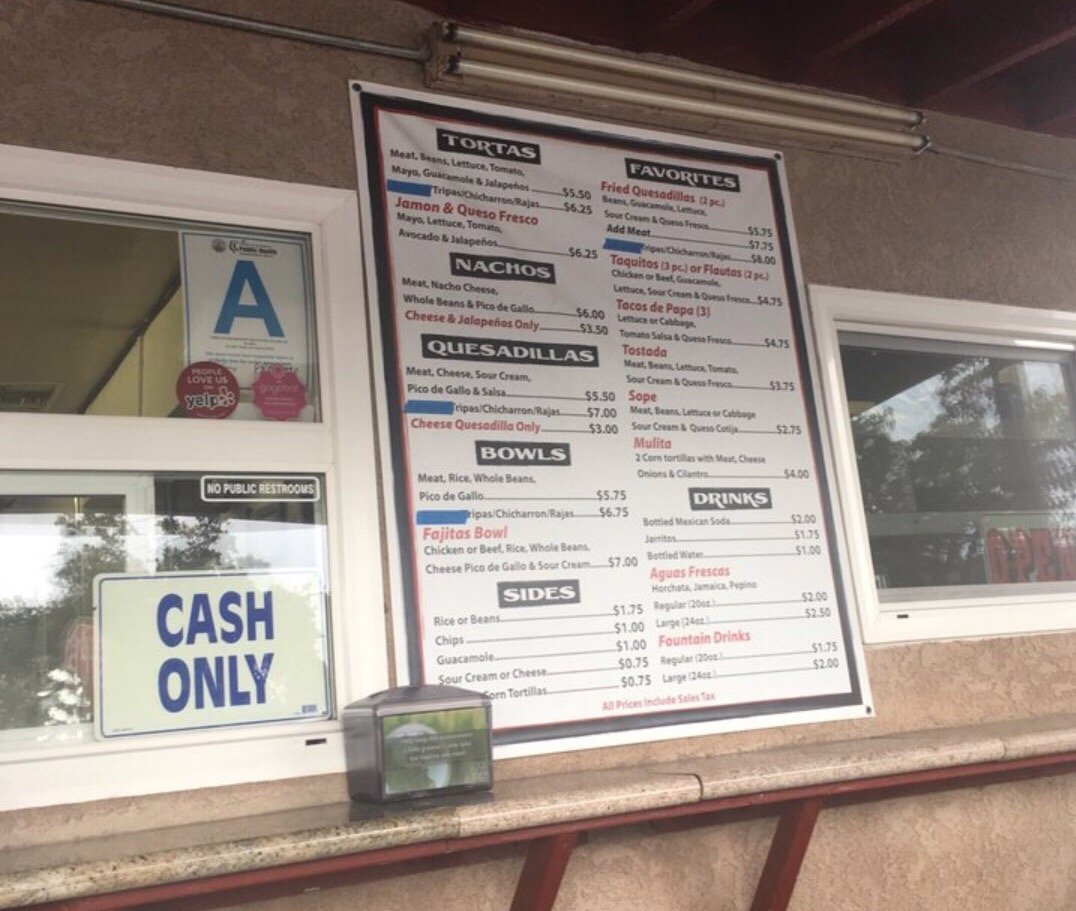 Public Health
A
PEOPLE
LOVE US
ON
yelp
NO PUBLIC RESTROOMS
CASH
ONLY
TORTAS
Meat, Beans, Lettuce, Tomato,
Mayo, Guacamole & Jalapeños $5.50
Tripas/Chicharron/Rajas $6.25
Jamon & Queso Fresco
Mayo, Lettuce, Tomato,
Avocado & Jalapeños $6.25
NACHOS
Meat, Nacho Cheese,
Whole Beans & Pico de Gallo $6.00
Cheese & Jalapeños Only $3.50
QUESADILLAS
Meat, Cheese, Sour Cream,
Pico de Gallo & Salsa $5.50
Tripas/Chicharron/Rajas $7.00
Cheese Quesadilla Only $3.00
BOWLS
Meat, Rice, Whole Beans,
Pico de Gallo $5.75
Tripas/Chicharron/Rajas $6.75
Fajitas Bowl
Chicken or Beef, Rice, Whole Beans,
Cheese Pico de Gallo & Sour Cream $7.00
SIDES
Rice or Beans $1.75
Chips $1.00
Guacamole $1.00
Sour Cream or Cheese $0.75
Corn Tortillas $0.75
FAVORITES
Fried Quesadillas (2 pc.)
Beans, Guacamole, Lettuce,
Sour Cream & Queso Fresco $5.75
Add Meat $7.75
Tripas/Chicharron/Rajas $8.00
Taquitos (3 pc.) or Flautas (2 pc.)
Chicken or Beef, Guacamole,
Lettuce, Sour Cream & Queso Fresco $4.75
Tacos de Papa (3)
Lettuce or Cabbage,
Tomato Salsa & Queso Fresco $4.75
Tostada
Meat, Beans, Lettuce, Tomato,
Sour Cream & Queso Fresco $3.75
Sope
Meat, Beans, Lettuce or Cabbage
Sour Cream & Queso Cotija $2.75
Mulita
2 Corn tortillas with Meat, Cheese
Onions & Cilantro $4.00
DRINKS
Bottled Mexican Soda $2.00
Jarritos $1.75
Bottled Water $1.00
Aguas Frescas
Horchata, Jamaica, Pepino
Regular (20oz.) $2.00
Large (24oz.) $2.50
Fountain Drinks
Regular (20oz.) $1.75
Large (24oz.) $2.00
All Prices Include Sales Tax
OPEN